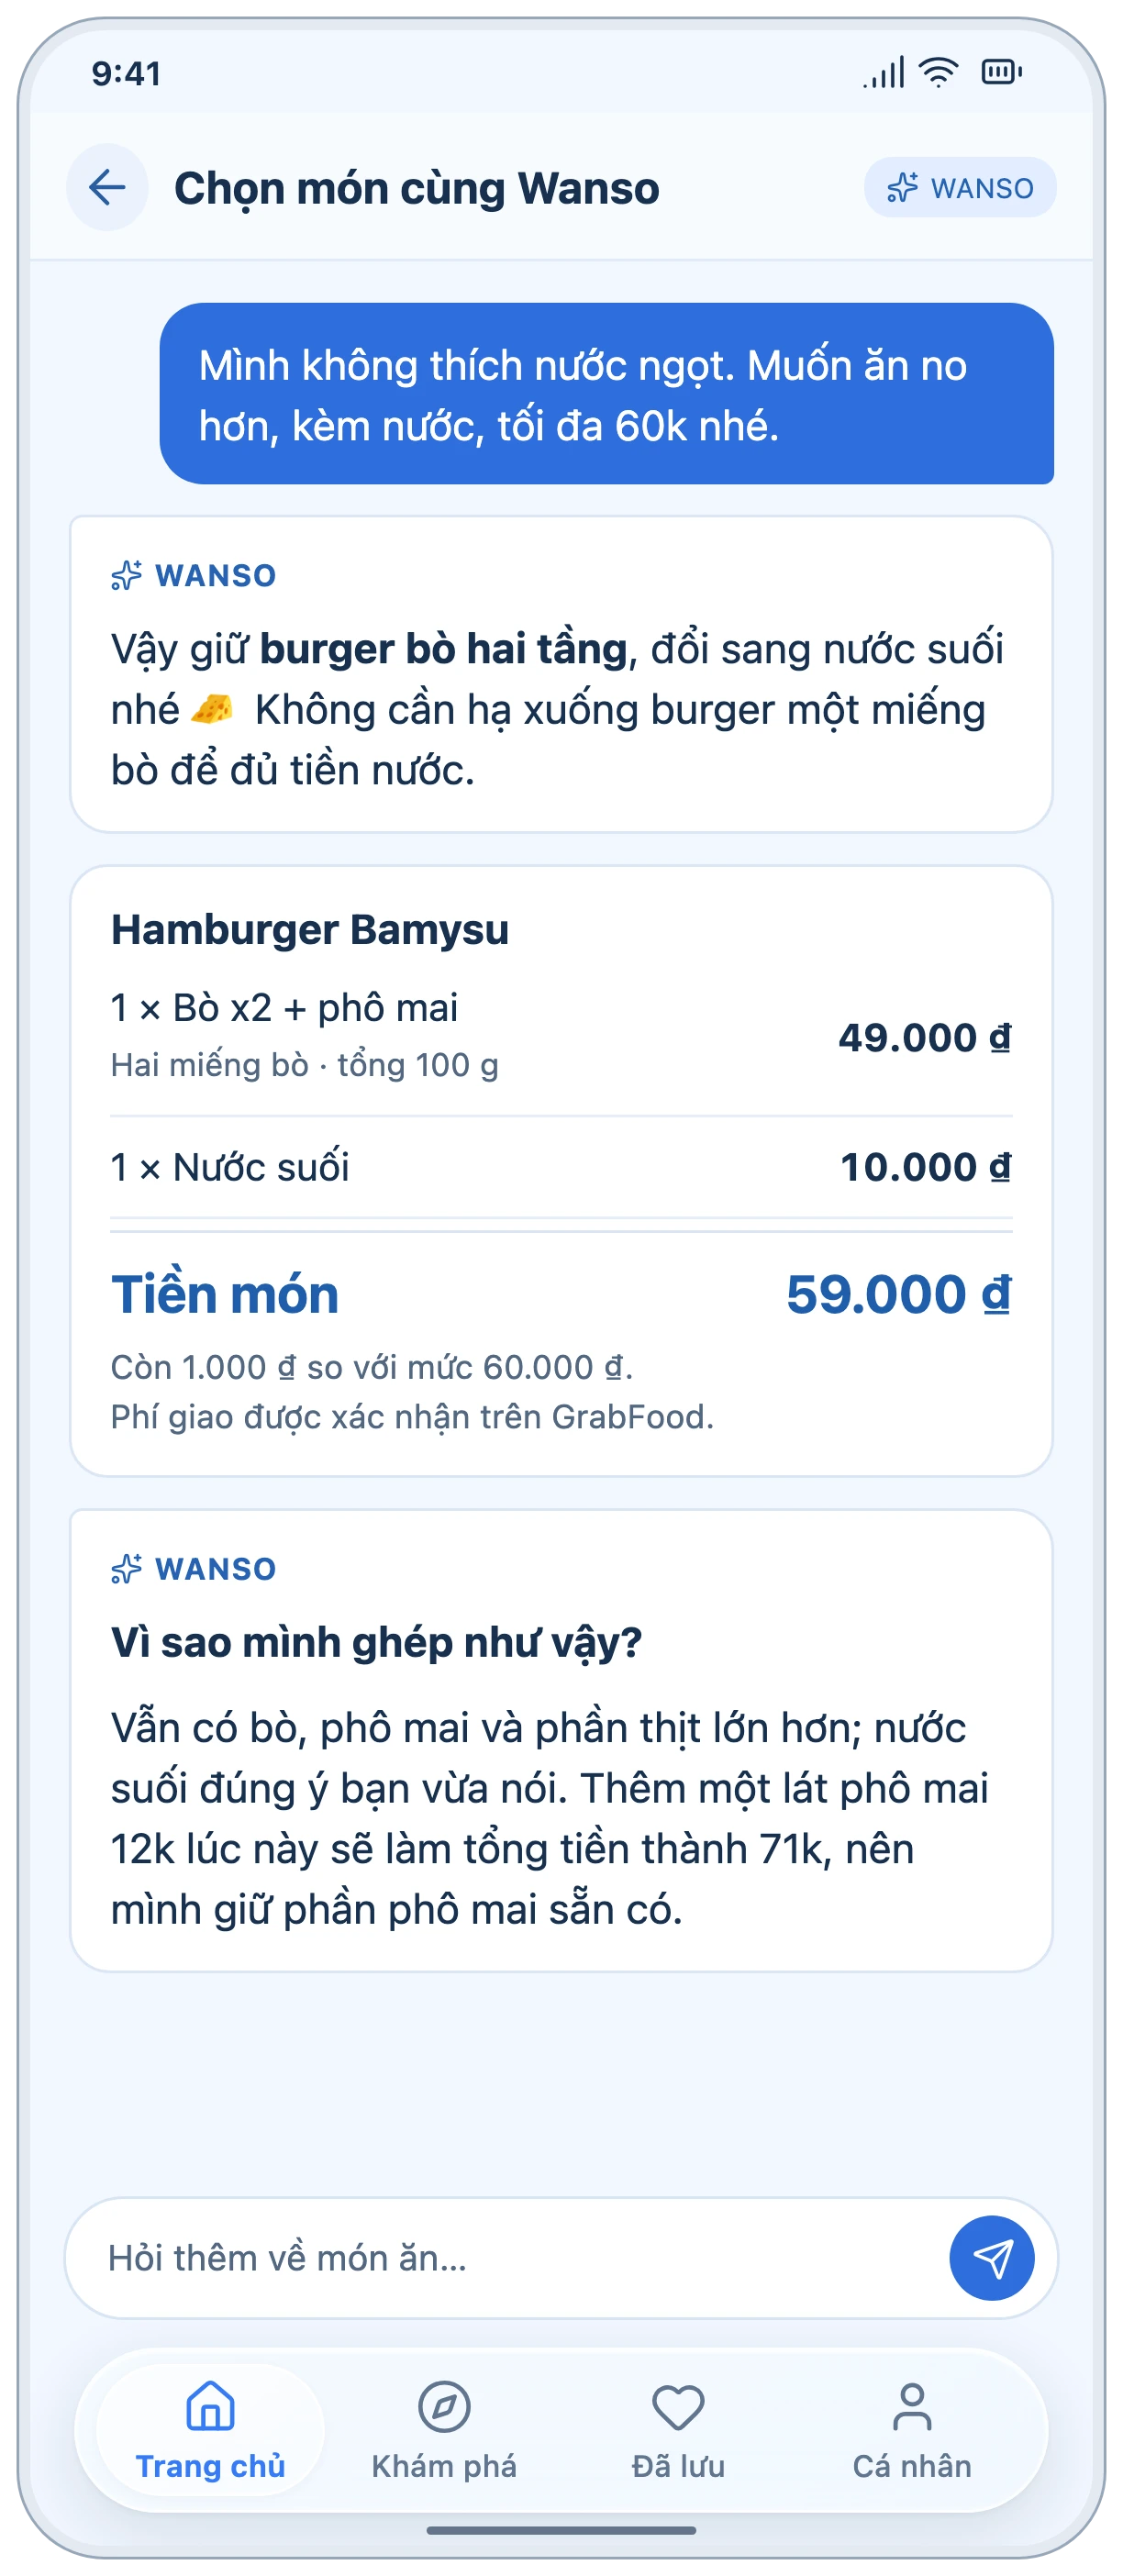 9:41
Chọn món cùng Wanso
WANSO
Mình không thích nước ngọt. Muốn ăn no
hơn, kèm nước, tối đa 60k nhé.
WANSO
Vậy giữ burger bò hai tầng, đổi sang nước suối
nhé 🧀 Không cần hạ xuống burger một miếng
bò để đủ tiền nước.
Hamburger Bamysu
1 × Bò x2 + phô mai
49.000 ₫
Hai miếng bò · tổng 100 g
1 × Nước suối
10.000 ₫
Tiền món
59.000 ₫
Còn 1.000 ₫ so với mức 60.000 ₫.
Phí giao được xác nhận trên GrabFood.
WANSO
Vì sao mình ghép như vậy?
Vẫn có bò, phô mai và phần thịt lớn hơn; nước
suối đúng ý bạn vừa nói. Thêm một lát phô mai
12k lúc này sẽ làm tổng tiền thành 71k, nên
mình giữ phần phô mai sẵn có.
Hỏi thêm về món ăn...
Trang chủ
Khám phá
Đã lưu
Cá nhân